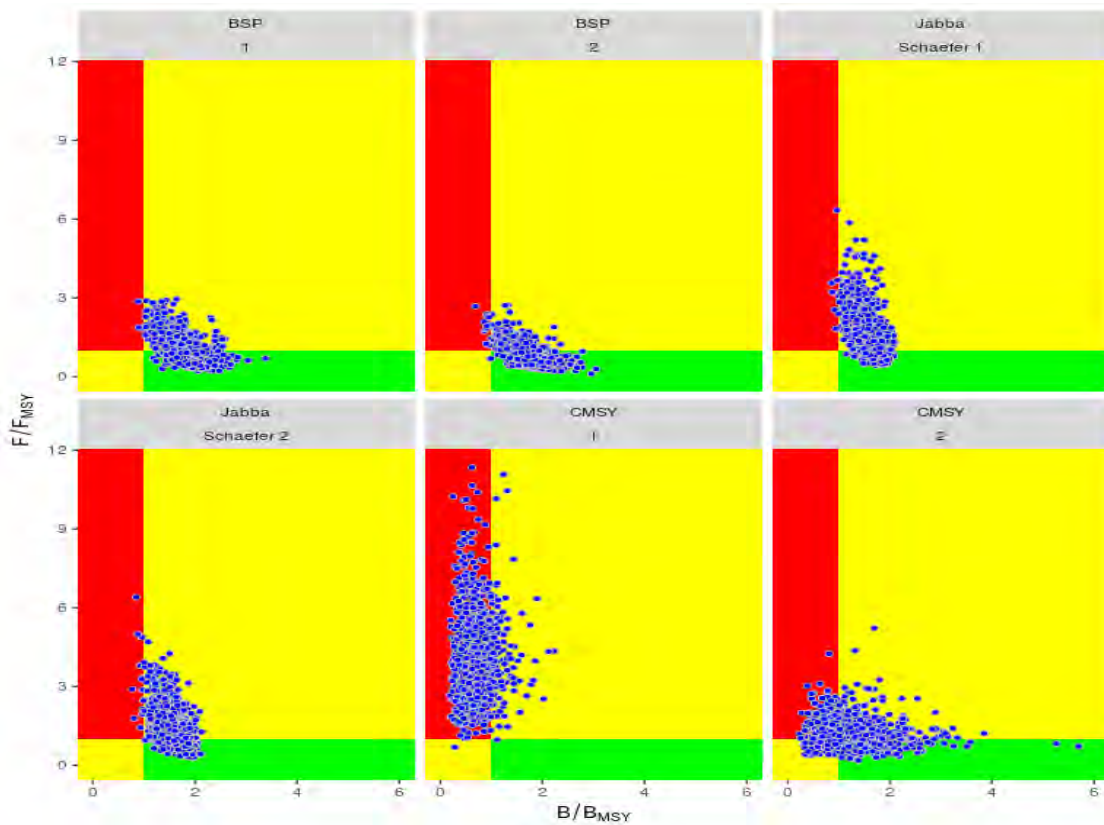 BSP
1
BSP
2
Jabba
Schaefer 1
12
9
6
3
0
Jabba
Schaefer 2
CMSY
1
CMSY
2
12
9
6
3
0
0 2 4 6
0 2 4 6
0 2 4 6
F/FMSY
B/BMSY